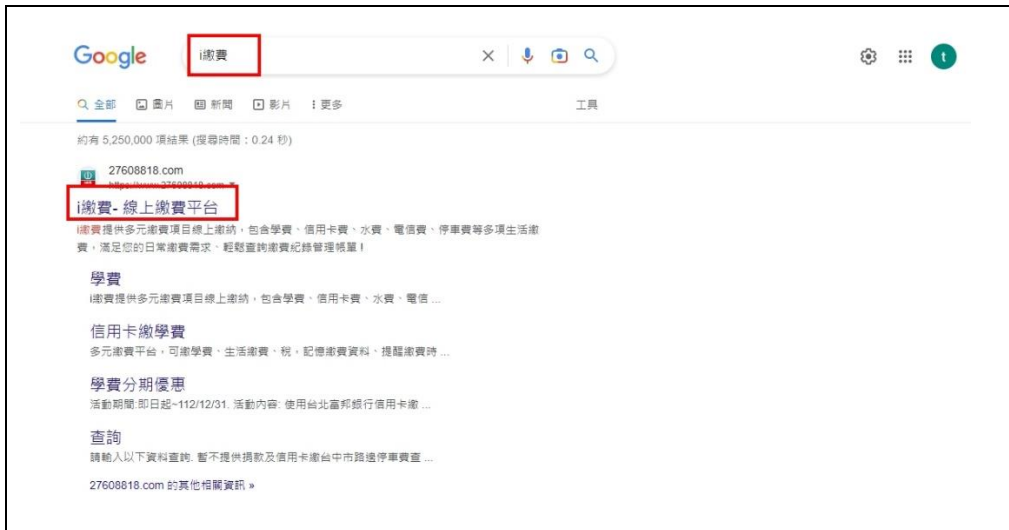 Google
i繳費
全部 圖片 新聞 影片 更多 工具
t
約有 5,250,000 項結果 (搜尋時間：0.24 秒)
27608818.com
https://www.27608818.com
i繳費- 線上繳費平台
i繳費提供多元繳費項目線上繳納，包含學費、信用卡費、水費、電信費、停車費等多項生活繳
費，滿足您的日常繳費需求、輕鬆查詢繳費紀錄管理帳單！
學費
i繳費提供多元繳費項目線上繳納，包含學費、信用卡費、水費、電信 ...
信用卡繳學費
多元繳費平台，可繳學費、生活繳費、稅，記憶繳費資料、提醒繳費時 ...
學費分期優惠
活動期間:即日起~112/12/31. 活動內容: 使用台北富邦銀行信用卡繳 ...
查詢
請輸入以下資料查詢. 暫不提供捐款及信用卡繳台中市路邊停車費查 ...
27608818.com 的其他相關資訊 »